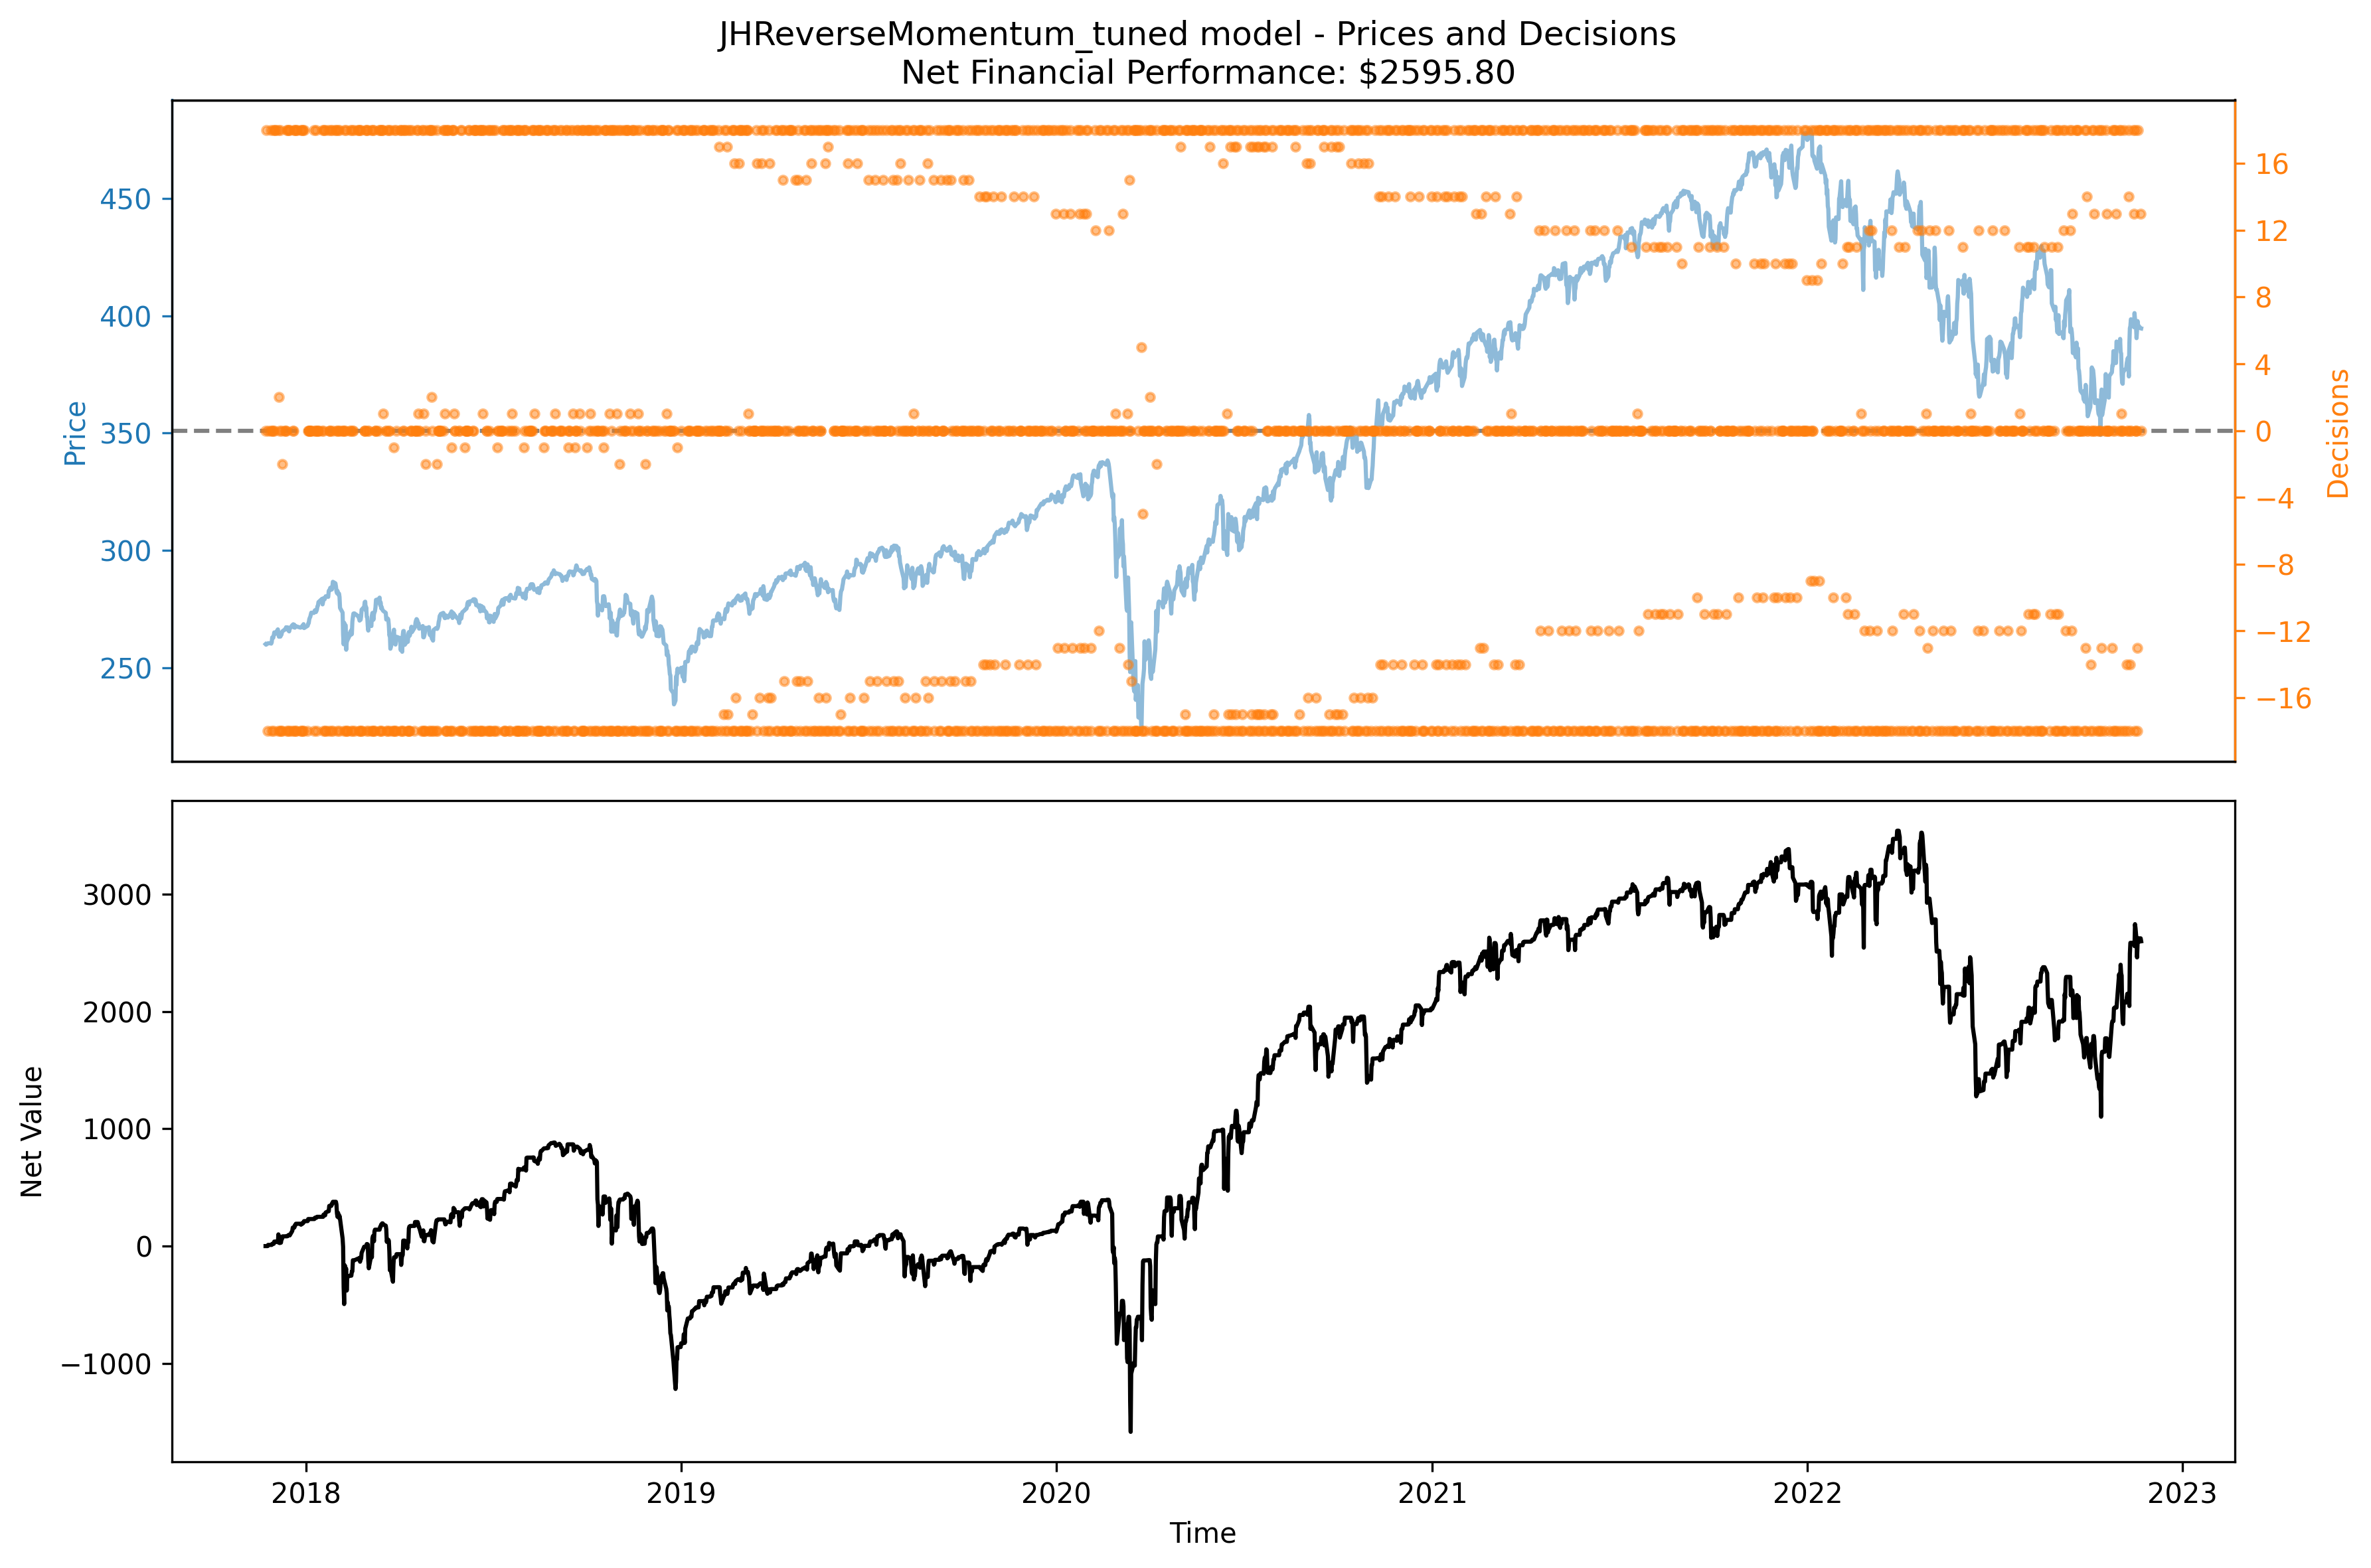 JHReverseMomentum_tuned model - Prices and Decisions
Net Financial Performance: $2595.80
Price
450
400
350
300
250
16
12
8
4
0
−4
−8
−12
−16
Decisions
Net Value
3000
2000
1000
0
−1000
2018 2019 2020 2021 2022 2023
Time